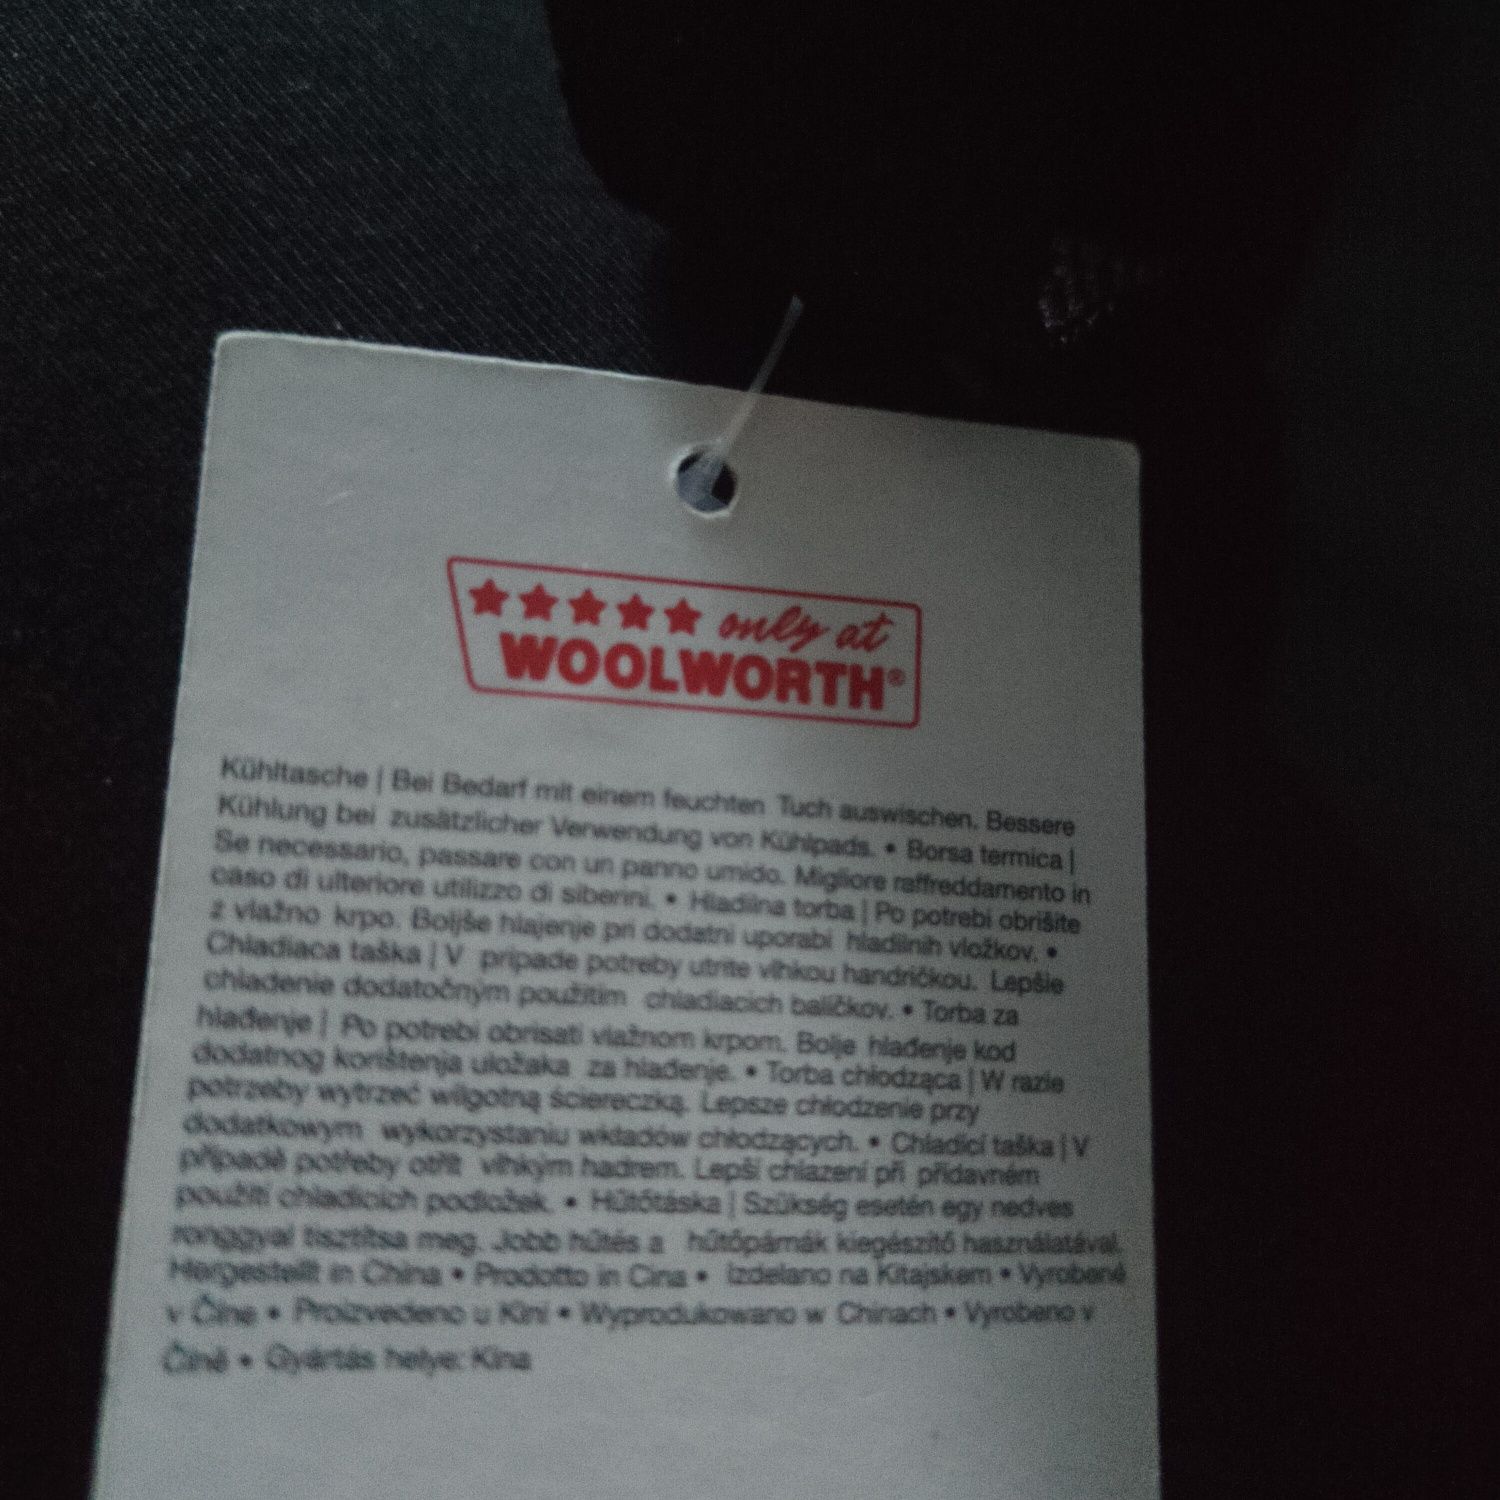 only at
WOOLWORTH®
Kühltasche | Bei Bedarf mit einem feuchten Tuch auswischen. Bessere
Kühlung bei zusätzlicher Verwendung von Kühlpads. • Borsa termica |
Se necessario, passare con un panno umido. Migliore raffreddamento in
caso di ulteriore utilizzo di siberini. • Hladilna torba | Po potrebi obrišite
z vlažno krpo. Boljše hlajenje pri dodatni uporabi hladilnih vložkov. •
Chladiaca taška | V prípade potreby utrite vlhkou handričkou. Lepšie
chladenie dodatočným použitím chladiacich balíčkov. • Torba za
hlađenje | Po potrebi obrisati vlažnom krpom. Bolje hlađenje kod
dodatnog korištenja uložaka za hlađenje. • Torba chłodząca | W razie
potrzeby wytrzeć wilgotną ściereczką. Lepsze chłodzenie przy
dodatkowym wykorzystaniu wkładów chłodzących. • Chladicí taška | V
případě potřeby otřít vlhkým hadrem. Lepší chlazení při přídavném
použití chladicích podložek. • Hűtőtáska | Szükség esetén egy nedves
ronggyal tisztítsa meg. Jobb hűtés a hűtőpárnák kiegészítő használatával.
Hergestellt in China • Prodotto in Cina • Izdelano na Kitajskem • Vyrobené
v Číne • Proizvedeno u Kini • Wyprodukowano w Chinach • Vyrobeno v
Číně • Gyártás helye: Kína